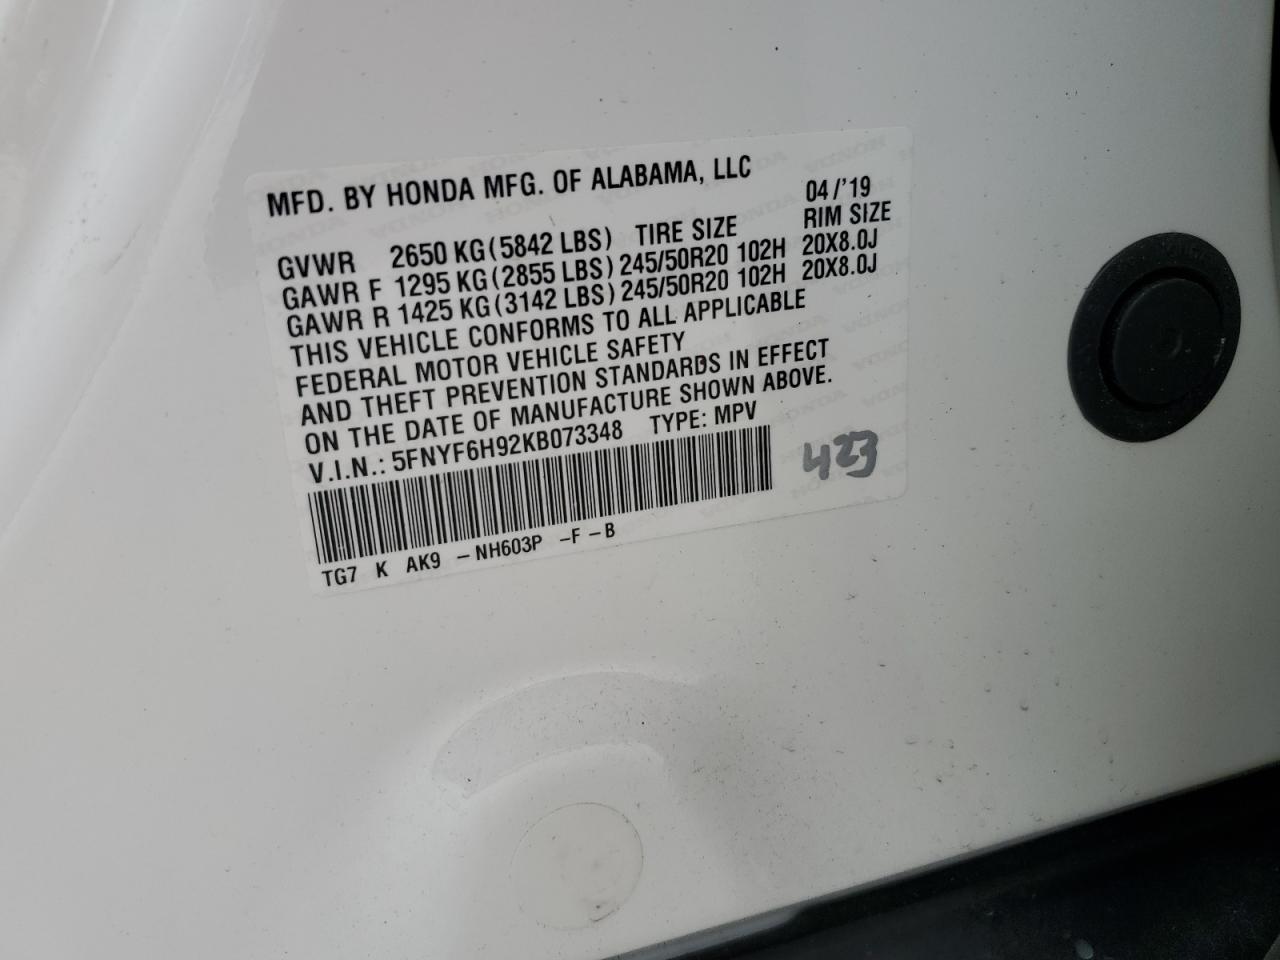 MFD. BY HONDA MFG. OF ALABAMA, LLC 04/'19
GVWR 2650 KG(5842 LBS) TIRE SIZE RIM SIZE
GAWR F 1295 KG(2855 LBS)245/50R20 102H 20X8.0J
GAWR R 1425 KG(3142 LBS)245/50R20 102H 20X8.0J
THIS VEHICLE CONFORMS TO ALL APPLICABLE
FEDERAL MOTOR VEHICLE SAFETY
AND THEFT PREVENTION STANDARDS IN EFFECT
ON THE DATE OF MANUFACTURE SHOWN ABOVE.
V.I.N.: 5FNYF6H92KB073348 TYPE: MPV
423
TG7 K AK9 -NH603P -F-B